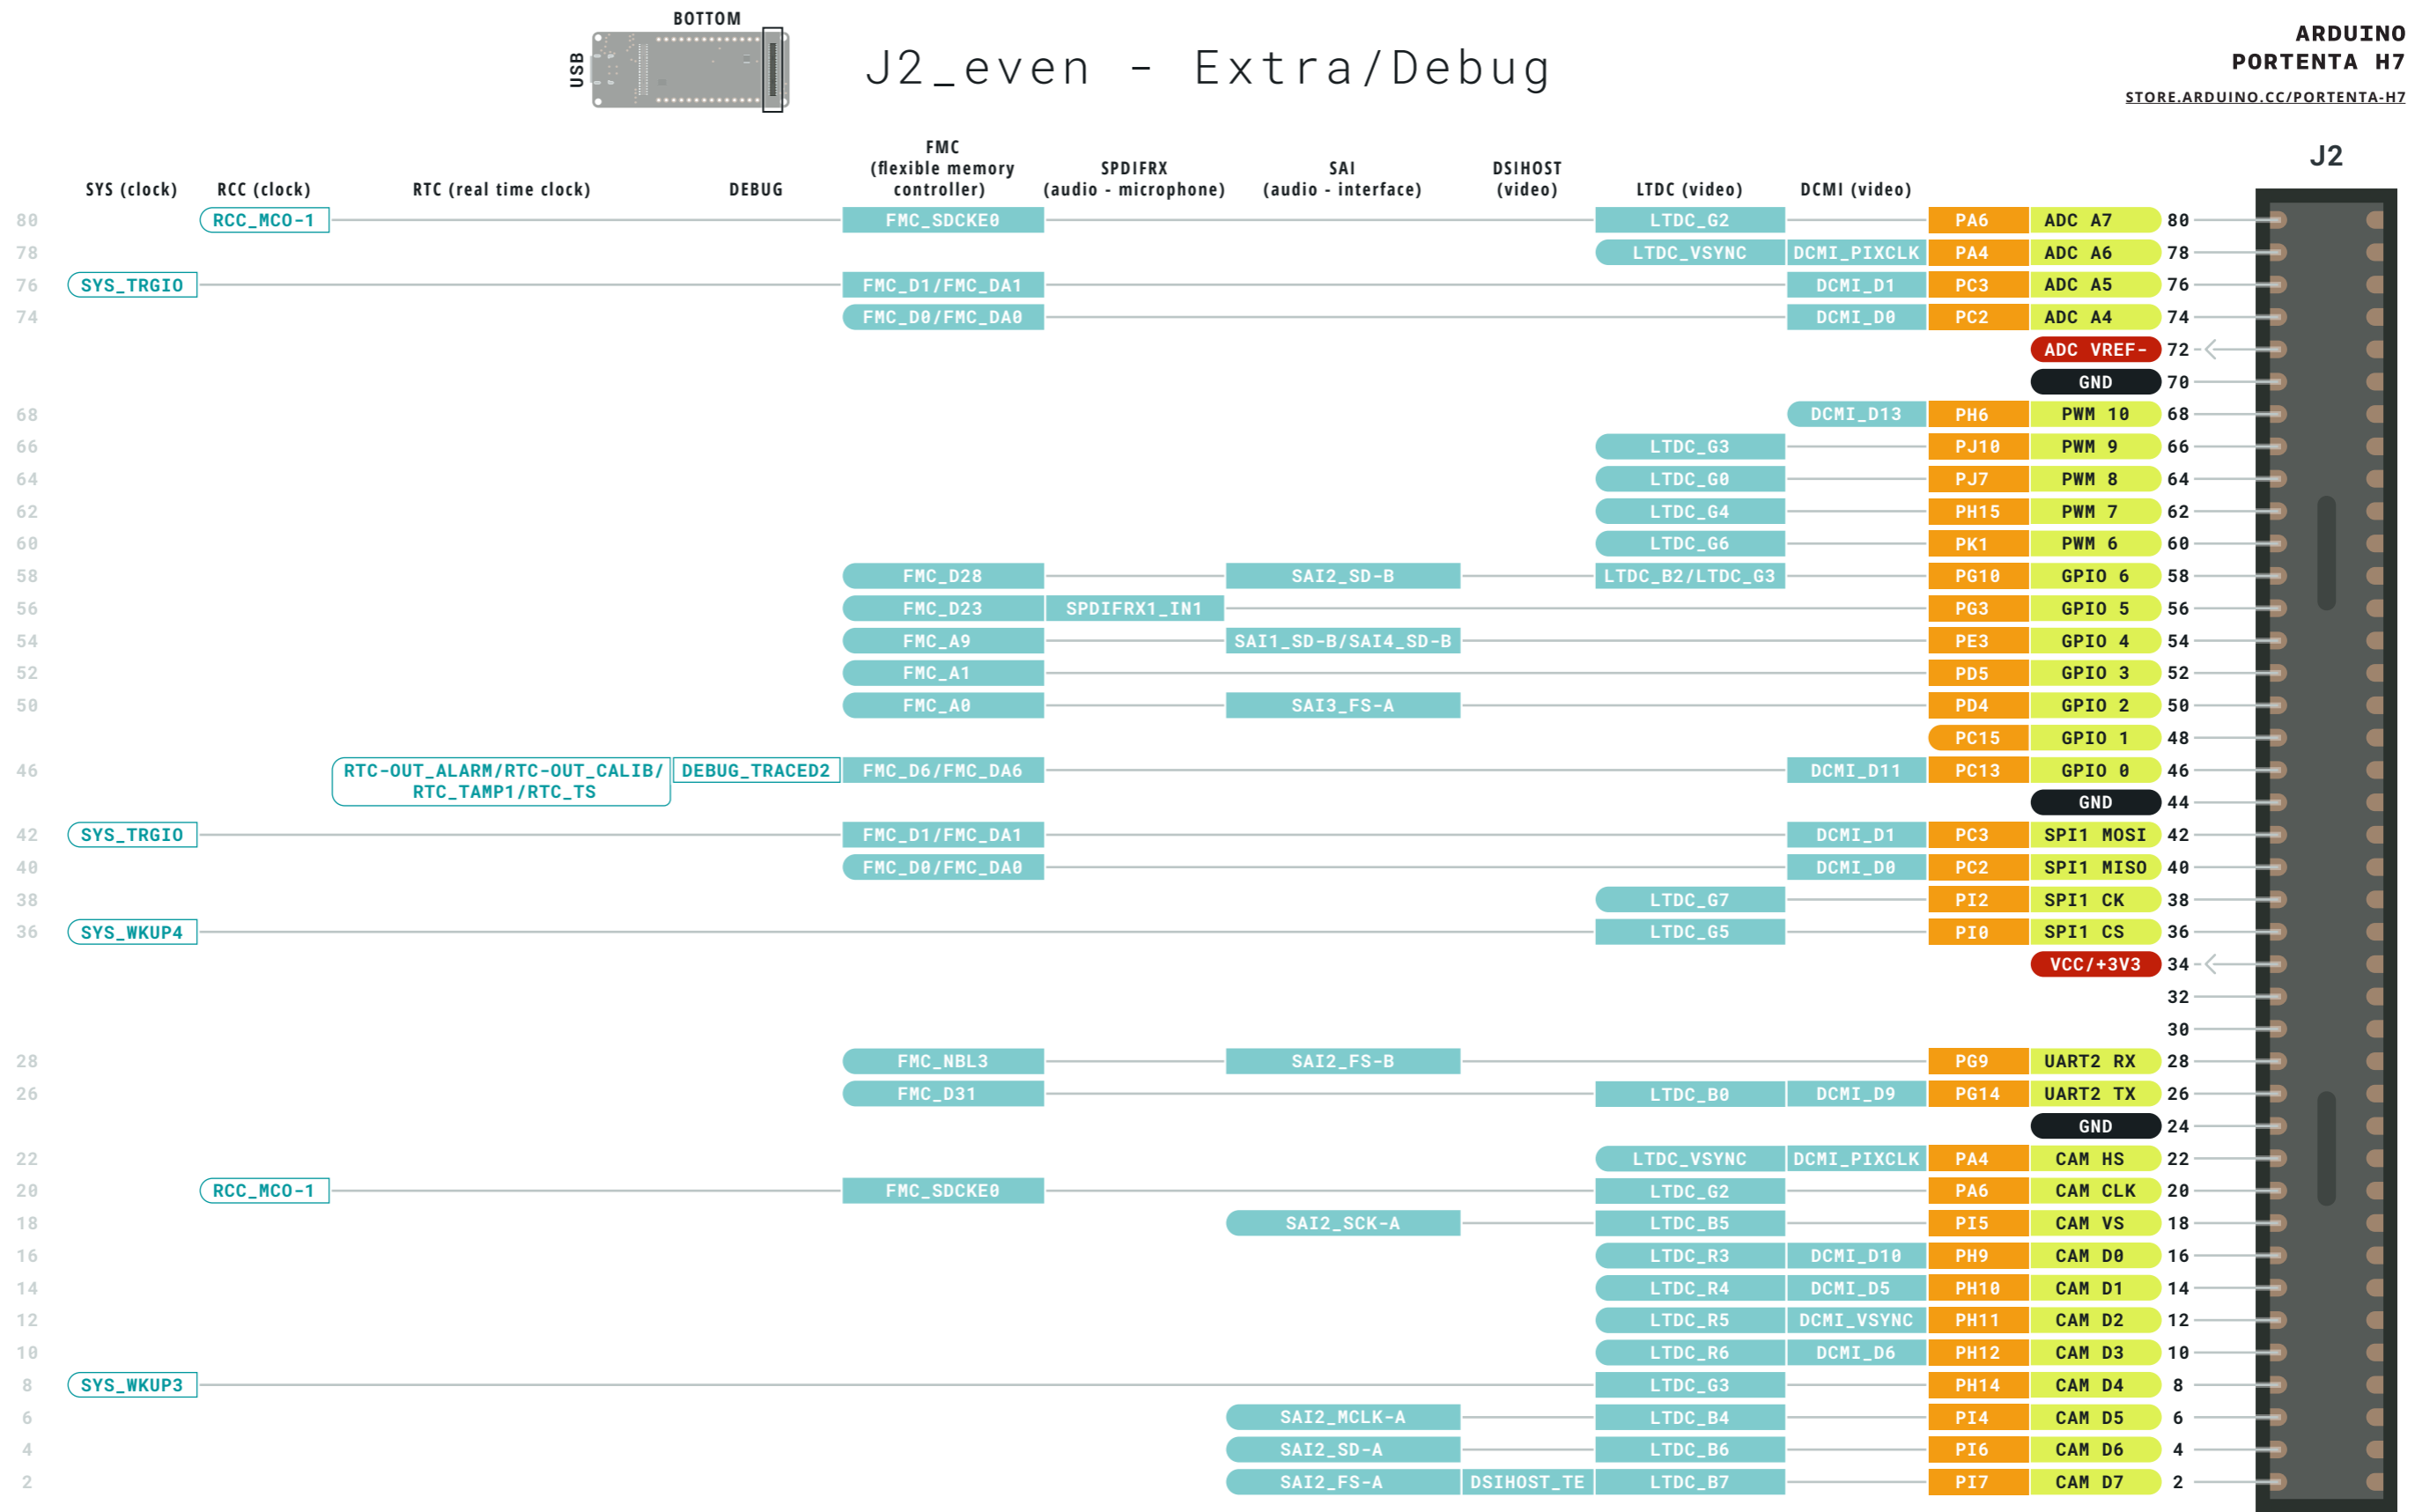 BOTTOM
USB
J2_even - Extra/Debug
ARDUINO
PORTENTA H7
STORE.ARDUINO.CC/PORTENTA-H7
J2
SYS (clock) RCC (clock) RTC (real time clock) DEBUG FMC (flexible memory controller) SPDIFRX (audio - microphone) SAI (audio - interface) DSIHOST (video) LTDC (video) DCMI (video)
80 RCC_MCO-1 FMC_SDCKE0 LTDC_G2 PA6 ADC A7 80
78 LTDC_VSYNC DCMI_PIXCLK PA4 ADC A6 78
76 SYS_TRGIO FMC_D1/FMC_DA1 DCMI_D1 PC3 ADC A5 76
74 FMC_D0/FMC_DA0 DCMI_D0 PC2 ADC A4 74
ADC VREF- 72
GND 70
68 DCMI_D13 PH6 PWM 10 68
66 LTDC_G3 PJ10 PWM 9 66
64 LTDC_G0 PJ7 PWM 8 64
62 LTDC_G4 PH15 PWM 7 62
60 LTDC_G6 PK1 PWM 6 60
58 FMC_D28 SAI2_SD-B LTDC_B2/LTDC_G3 PG10 GPIO 6 58
56 FMC_D23 SPDIFRX1_IN1 PG3 GPIO 5 56
54 FMC_A9 SAI1_SD-B/SAI4_SD-B PE3 GPIO 4 54
52 FMC_A1 PD5 GPIO 3 52
50 FMC_A0 SAI3_FS-A PD4 GPIO 2 50
PC15 GPIO 1 48
46 RTC-OUT_ALARM/RTC-OUT_CALIB/ DEBUG_TRACED2 FMC_D6/FMC_DA6 DCMI_D11 PC13 GPIO 0 46
RTC_TAMP1/RTC_TS
GND 44
42 SYS_TRGIO FMC_D1/FMC_DA1 DCMI_D1 PC3 SPI1 MOSI 42
40 FMC_D0/FMC_DA0 DCMI_D0 PC2 SPI1 MISO 40
38 LTDC_G7 PI2 SPI1 CK 38
36 SYS_WKUP4 LTDC_G5 PI0 SPI1 CS 36
VCC/+3V3 34
32
30
28 FMC_NBL3 SAI2_FS-B PG9 UART2 RX 28
26 FMC_D31 LTDC_B0 DCMI_D9 PG14 UART2 TX 26
GND 24
22 LTDC_VSYNC DCMI_PIXCLK PA4 CAM HS 22
20 RCC_MCO-1 FMC_SDCKE0 LTDC_G2 PA6 CAM CLK 20
18 SAI2_SCK-A LTDC_B5 PI5 CAM VS 18
16 LTDC_R3 DCMI_D10 PH9 CAM D0 16
14 LTDC_R4 DCMI_D5 PH10 CAM D1 14
12 LTDC_R5 DCMI_VSYNC PH11 CAM D2 12
10 LTDC_R6 DCMI_D6 PH12 CAM D3 10
8 SYS_WKUP3 LTDC_G3 PH14 CAM D4 8
6 SAI2_MCLK-A LTDC_B4 PI4 CAM D5 6
4 SAI2_SD-A LTDC_B6 PI6 CAM D6 4
2 SAI2_FS-A DSIHOST_TE LTDC_B7 PI7 CAM D7 2